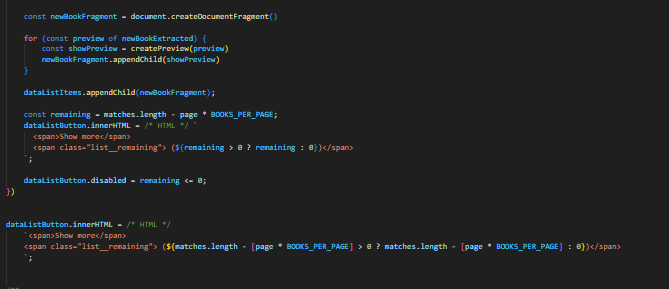 const newBookFragment = document.createDocumentFragment()
for (const preview of newBookExtracted) {
const showPreview = createPreview(preview)
newBookFragment.appendChild(showPreview)
}
dataListItems.appendChild(newBookFragment);
const remaining = matches.length - page * BOOKS_PER_PAGE;
dataListButton.innerHTML = /* HTML */ `
<span>Show more</span>
<span class="list__remaining"> (${remaining > 0 ? remaining : 0})</span>
`;
dataListButton.disabled = remaining <= 0;
})
dataListButton.innerHTML = /* HTML */
`<span>Show more</span>
<span class="list__remaining"> (${matches.length - [page * BOOKS_PER_PAGE] > 0 ? matches.length - [page * BOOKS_PER_PAGE] : 0})</span>
`;